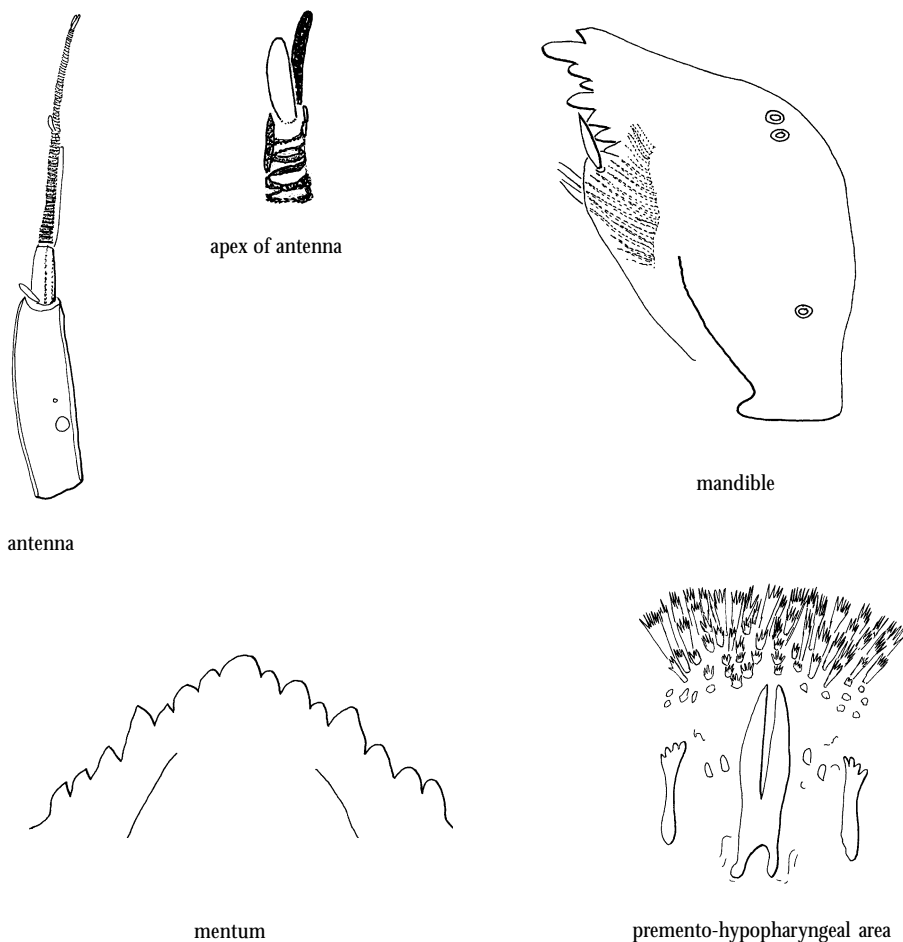 apex of antenna
mandible
antenna
mentum
premento-hypopharyngeal area